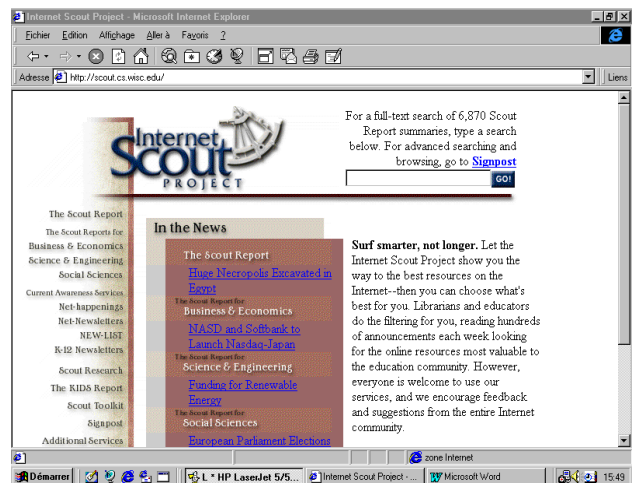 Internet Scout Project - Microsoft Internet Explorer
Fichier Edition Affichage Aller à Favoris ?
Adresse http://scout.cs.wisc.edu/ Liens
Internet
Scout
PROJECT
For a full-text search of 6,870 Scout
Report summaries, type a search
below. For advanced searching and
browsing, go to Signpost
GO!
The Scout Report
The Scout Reports for
Business & Economics
Science & Engineering
Social Sciences
Current Awareness Services
Net-happenings
Net-Newsletters
NEW-LIST
K-12 Newsletters
Scout Research
The KIDS Report
Scout Toolkit
Signpost
Additional Services
In the News
The Scout Report
Huge Necropolis Excavated in
Egypt
The Scout Report for
Business & Economics
NASD and Softbank to
Launch Nasdaq-Japan
The Scout Report for
Science & Engineering
Funding for Renewable
Energy
The Scout Report for
Social Sciences
European Parliament Elections
Surf smarter, not longer. Let the
Internet Scout Project show you the
way to the best resources on the
Internet--then you can choose what's
best for you. Librarians and educators
do the filtering for you, reading hundreds
of announcements each week looking
for the online resources most valuable to
the education community. However,
everyone is welcome to use our
services, and we encourage feedback
and suggestions from the entire Internet
community.
zone Internet
Démarrer L * HP LaserJet 5/5... Internet Scout Project - ... Microsoft Word 15:49